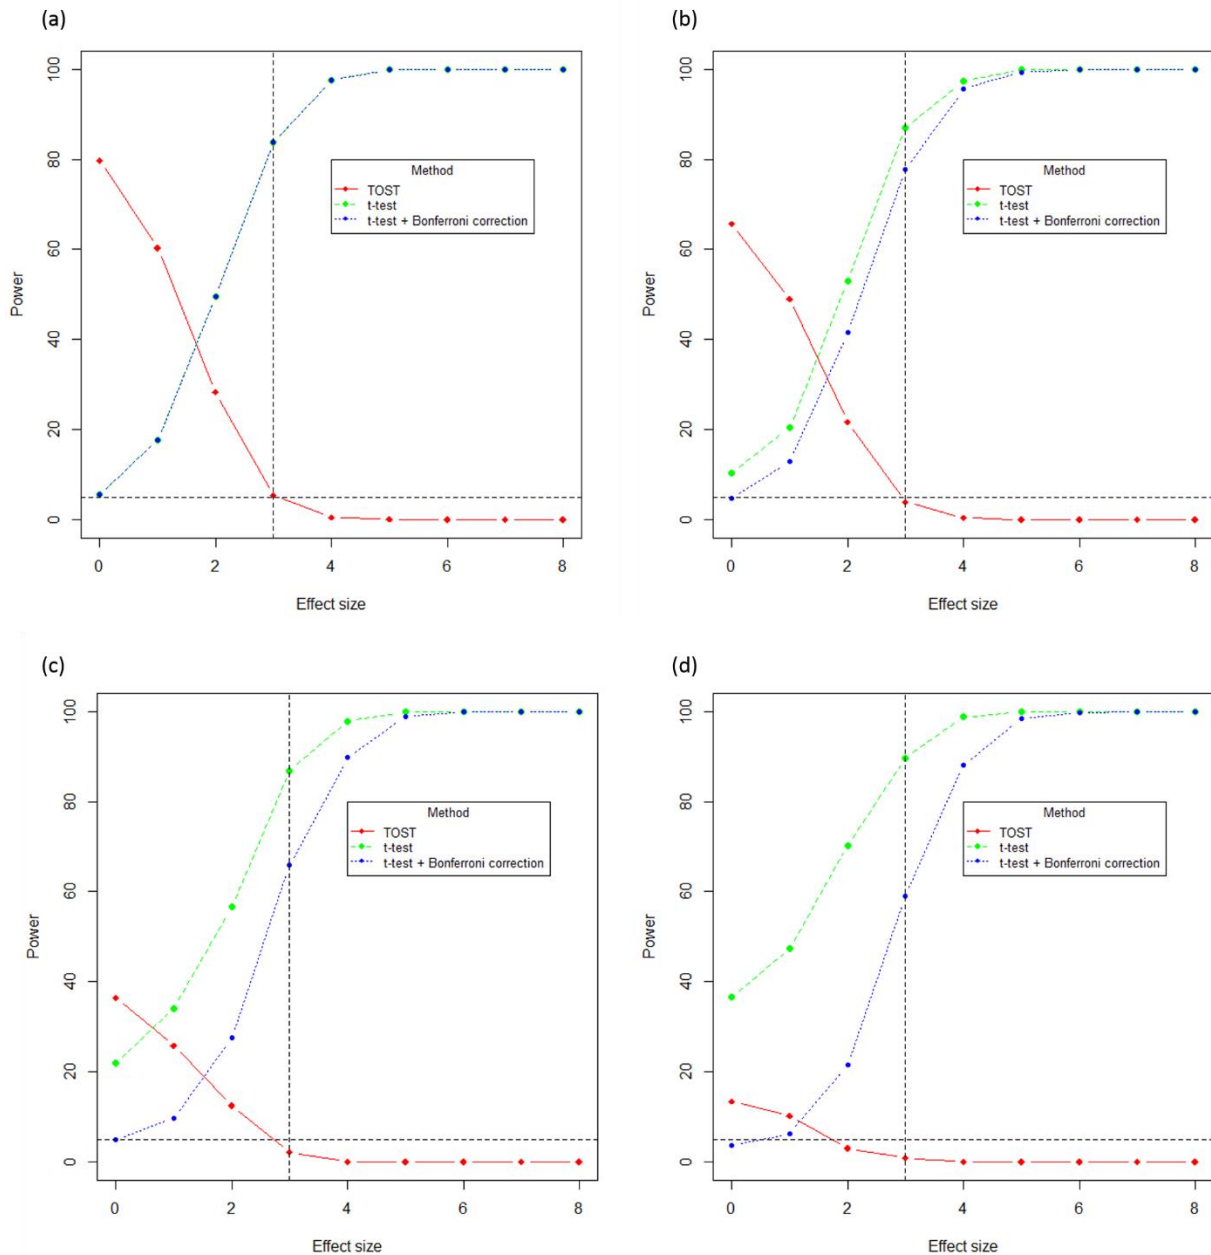 (a)
100
80
60
40
20
0
Power
Method
TOST
t-test
t-test + Bonferroni correction
0 2 4 6 8
Effect size
(b)
100
80
60
40
20
0
Power
Method
TOST
t-test
t-test + Bonferroni correction
0 2 4 6 8
Effect size
(c)
100
80
60
40
20
0
Power
Method
TOST
t-test
t-test + Bonferroni correction
0 2 4 6 8
Effect size
(d)
100
80
60
40
20
0
Power
Method
TOST
t-test
t-test + Bonferroni correction
0 2 4 6 8
Effect size